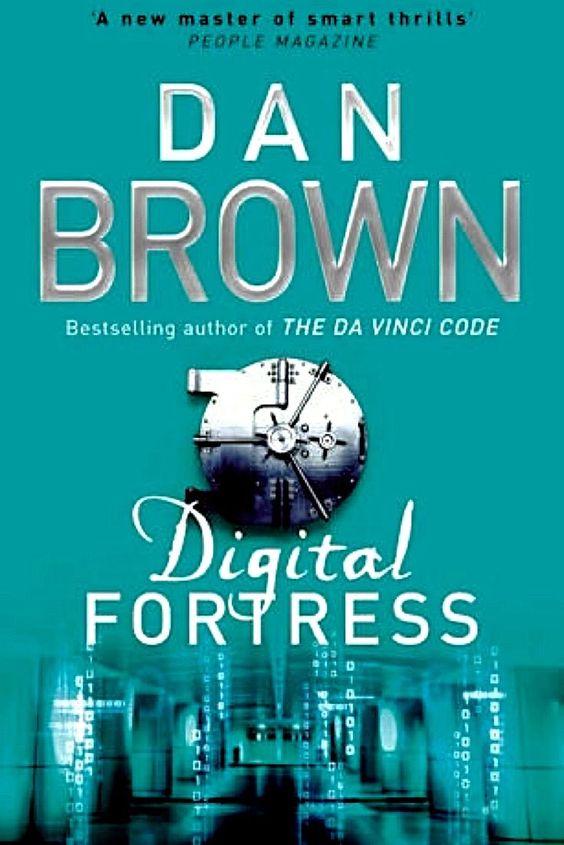 'A new master of smart thrills'
PEOPLE MAGAZINE
DAN
BROWN
Bestselling author of THE DA VINCI CODE
Digital
FORTRESS